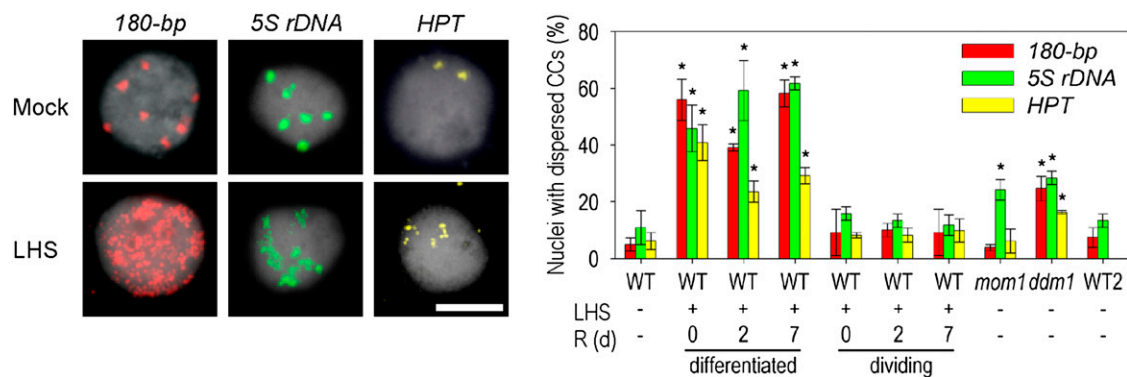 180-bp 5S rDNA HPT
Mock
LHS
Nuclei with dispersed CCs (%)
80
60
40
20
0
180-bp
5S rDNA
HPT
* * * * * * * * * * * * *
WT WT WT WT WT WT WT mom1 ddm1 WT2
LHS - + + + + + + - - -
R (d) - 0 2 7 0 2 7 - - -
differentiated dividing